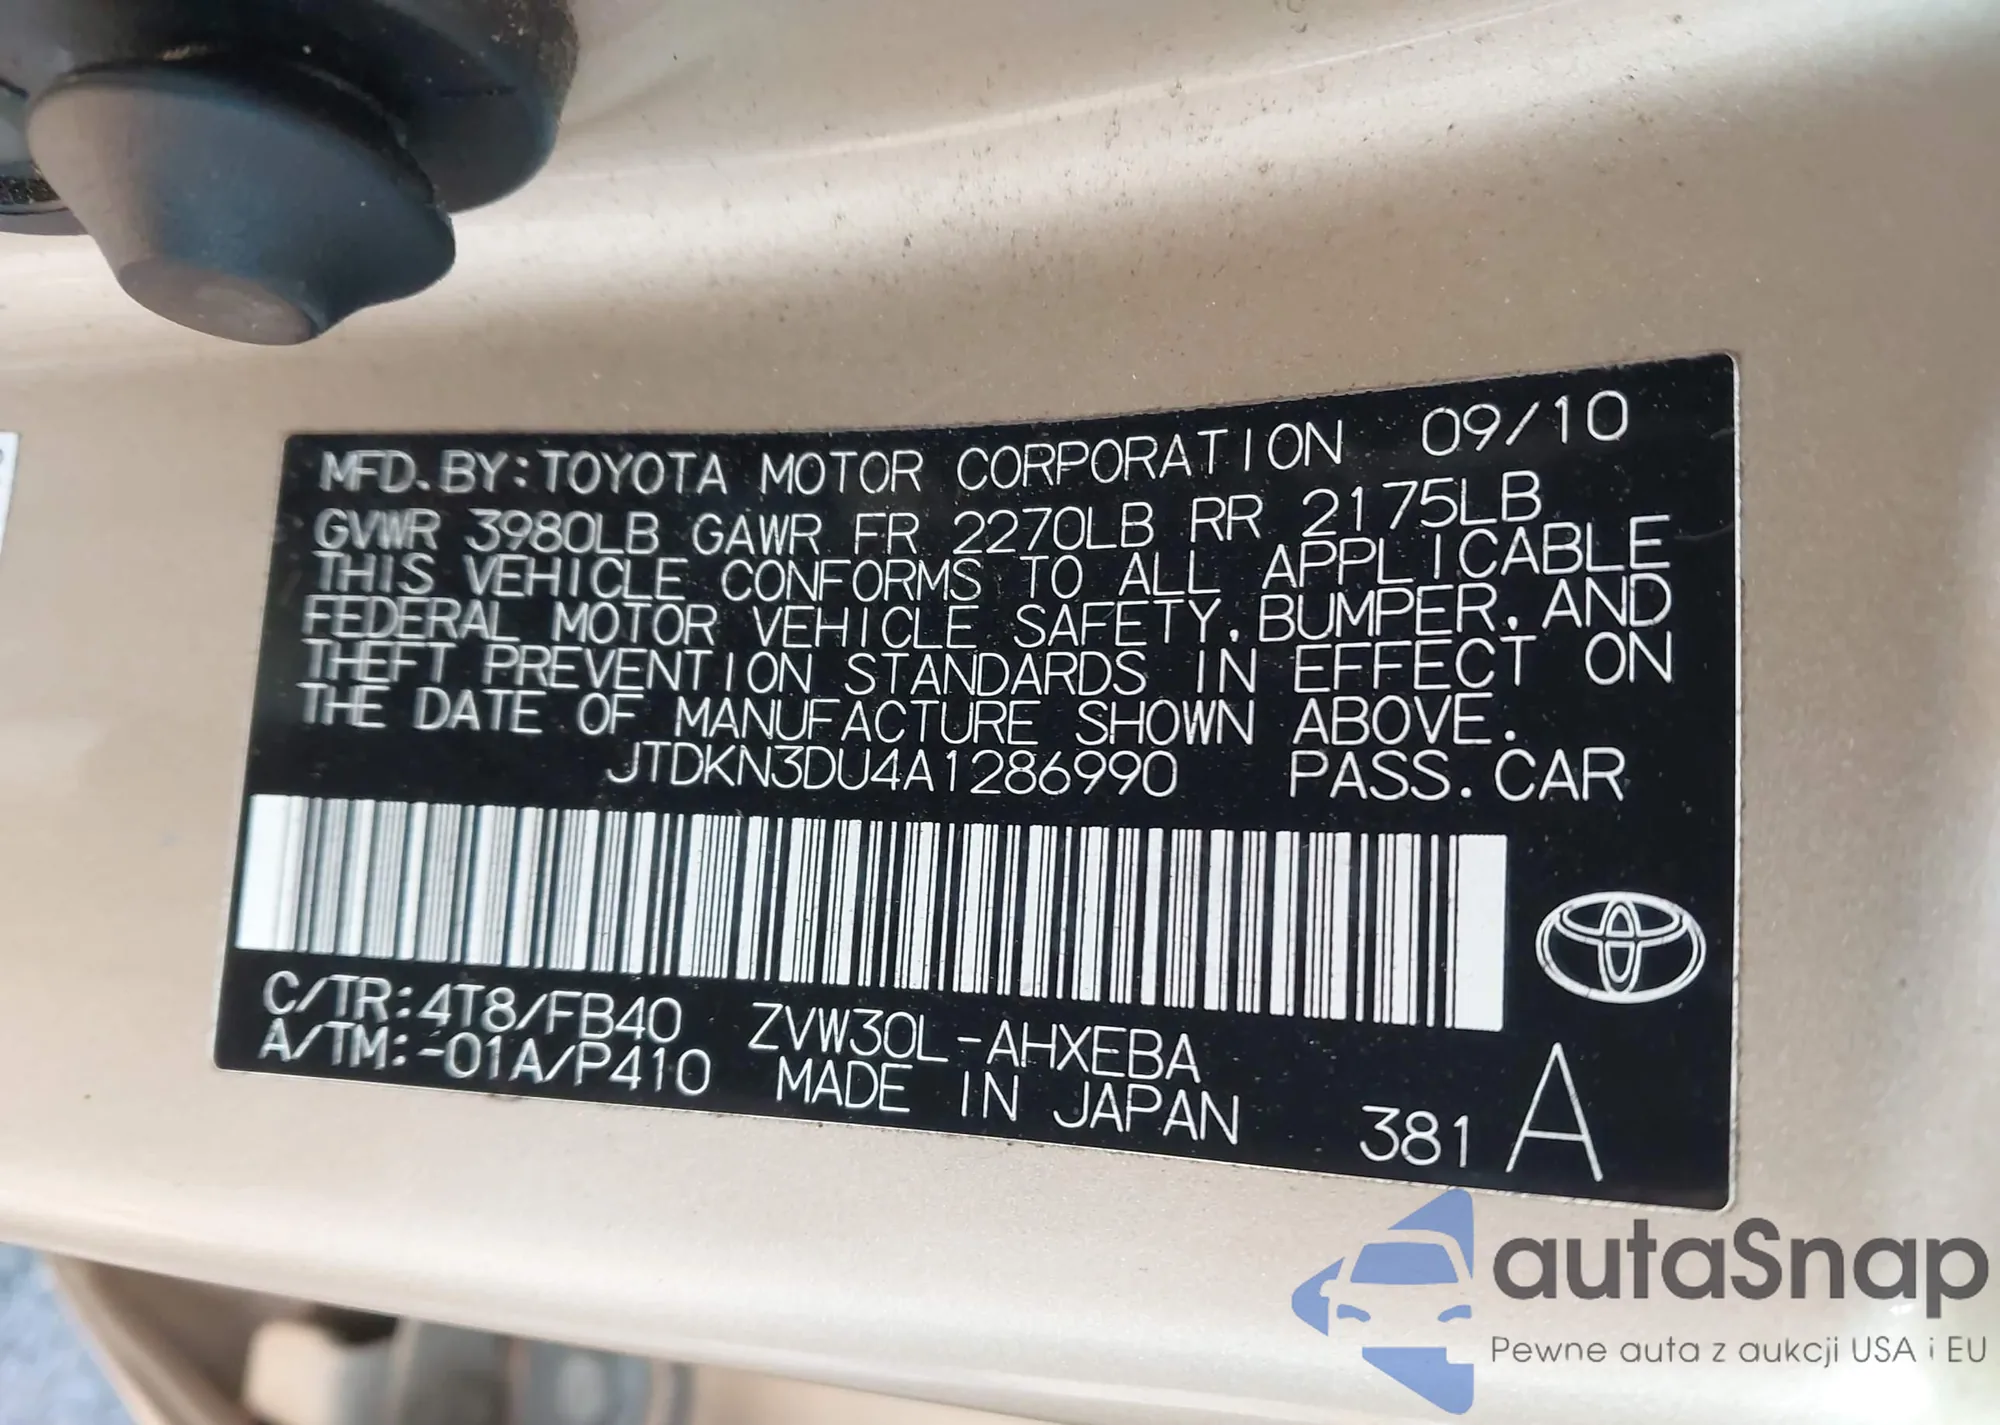 MFD. BY: TOYOTA MOTOR CORPORATION 09/10
GVWR 3980LB GAWR FR 2270LB RR 2175LB
THIS VEHICLE CONFORMS TO ALL APPLICABLE
FEDERAL MOTOR VEHICLE SAFETY, BUMPER, AND
THEFT PREVENTION STANDARDS IN EFFECT ON
THE DATE OF MANUFACTURE SHOWN ABOVE.
JTDKN3DU4A1286990 PASS. CAR
C/TR: 4T8/FB40 ZVW30L-AHXEBA
A/TM: -01A/P410 MADE IN JAPAN 381 A
autaSnap
Pewne auta z aukcji USA i EU